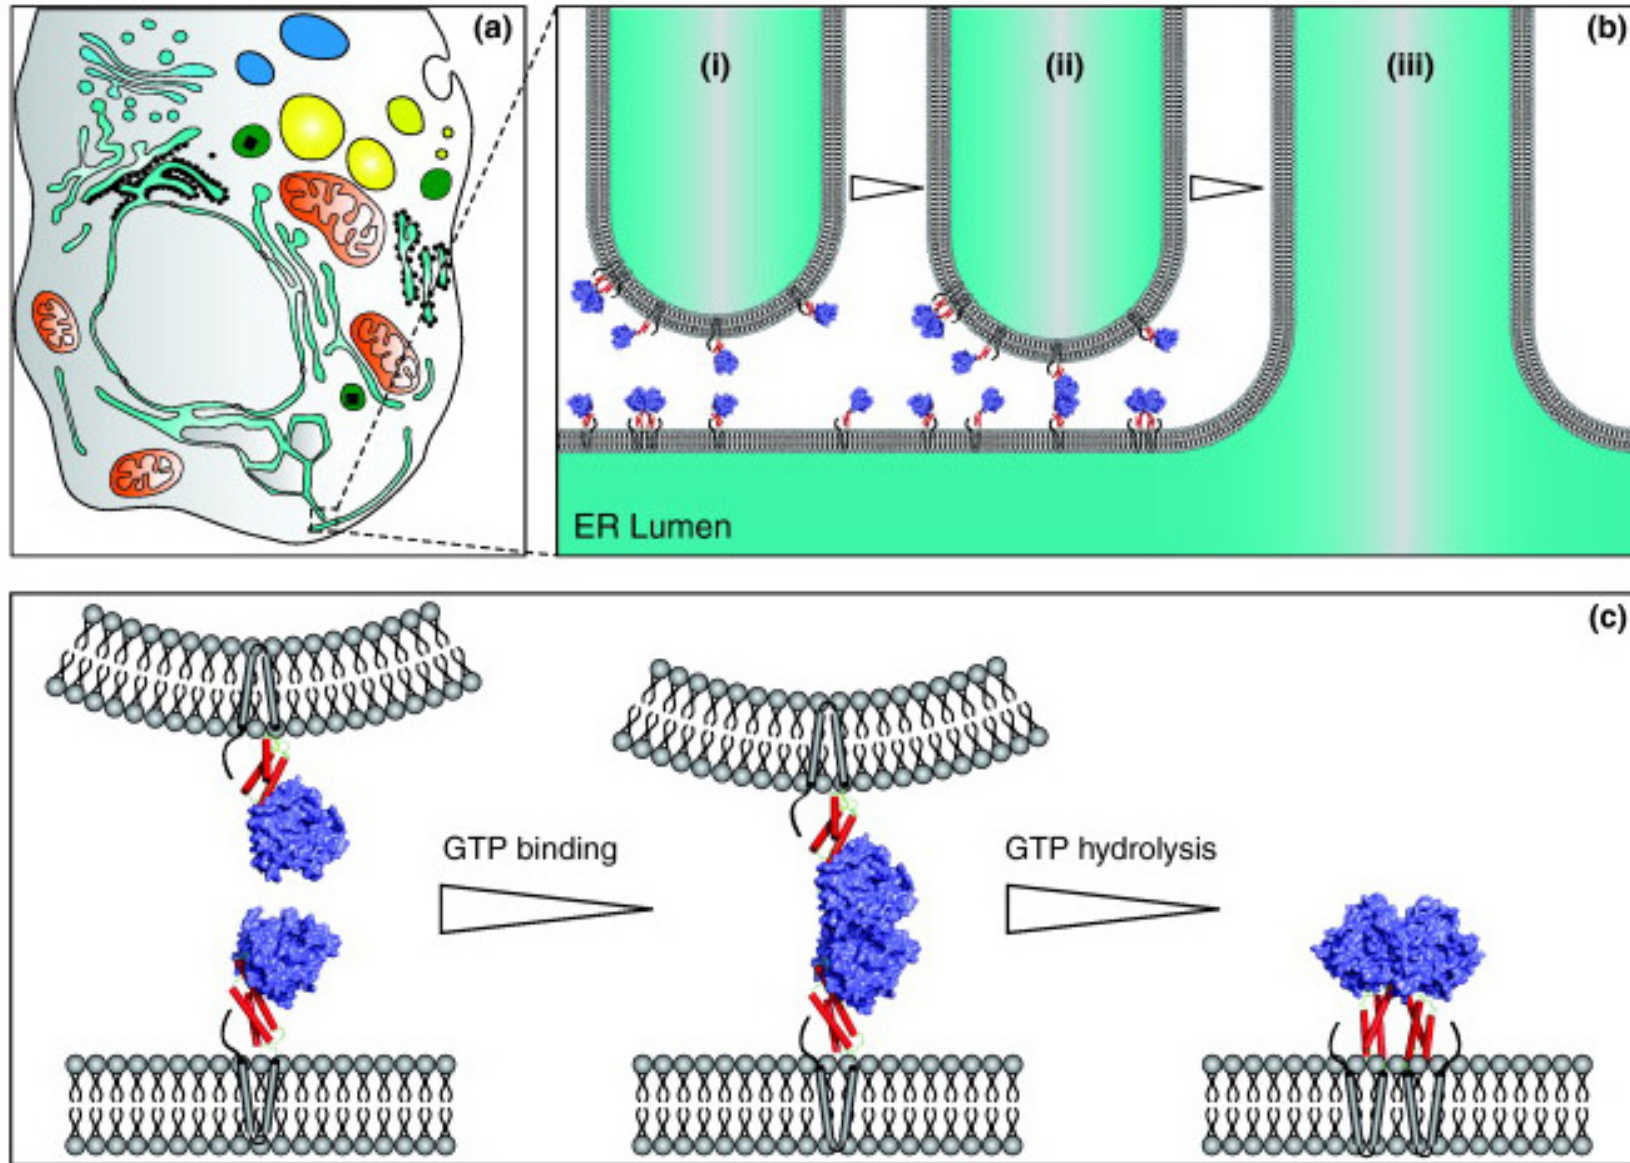 (a)
(b)
(i)
(ii)
(iii)
ER Lumen
(c)
GTP binding
GTP hydrolysis